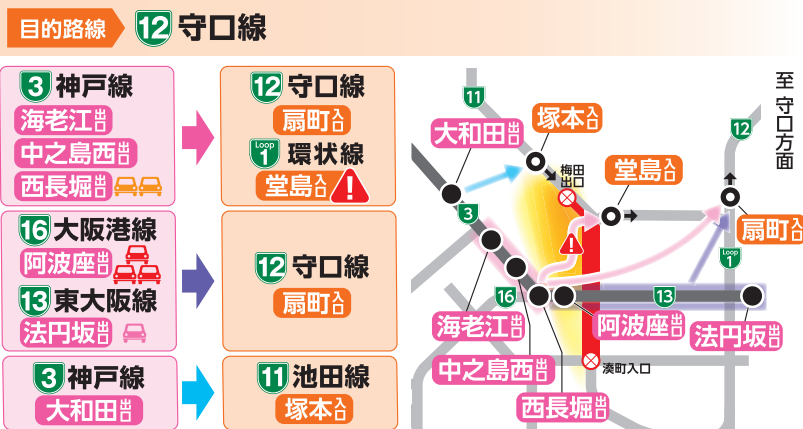 目的路線 12 守口線
3 神戸線
海老江出口
中之島西出口
西長堀出口
12 守口線
扇町入口
Loop 1 環状線
堂島入口
16 大阪港線
阿波座出口
13 東大阪線
法円坂出口
12 守口線
扇町入口
3 神戸線
大和田出口
11 池田線
塚本入口
至 守口方面
11
12
塚本入口
大和田出口
梅田
出口
堂島入口
3
扇町入口
Loop
1
16
13
海老江出口
阿波座出口
法円坂出口
中之島西出口
湊町入口
西長堀出口